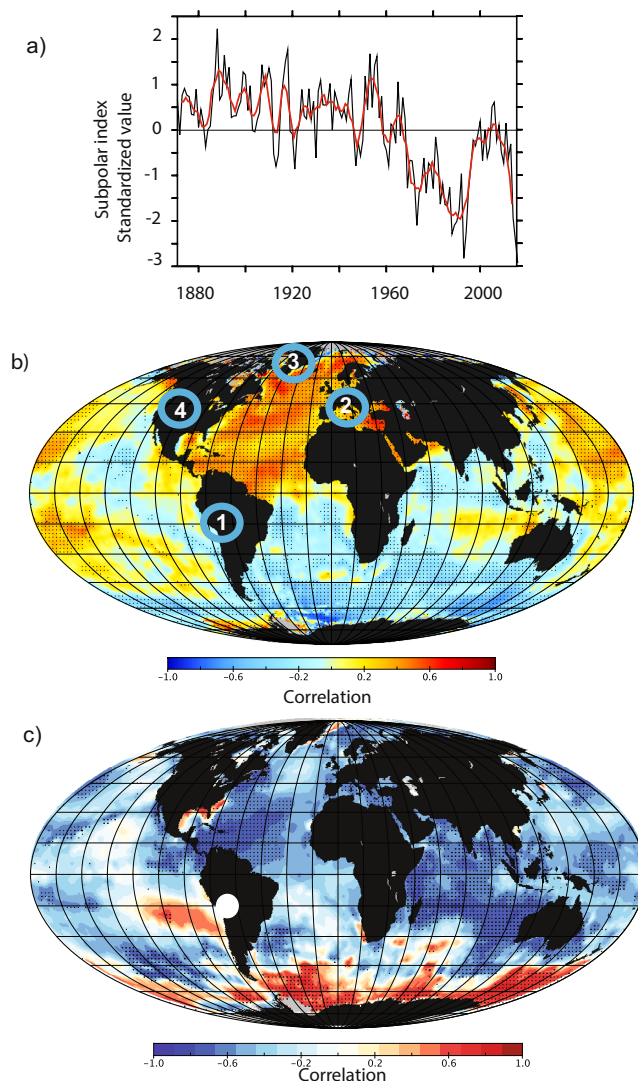 a)
Subpolar index
Standardized value
2
1
0
-1
-2
-3
1880 1920 1960 2000
b)
3
4
2
1
-1.0 -0.6 -0.2 0.2 0.6 1.0
Correlation
c)
-1.0 -0.6 -0.2 0.2 0.6 1.0
Correlation